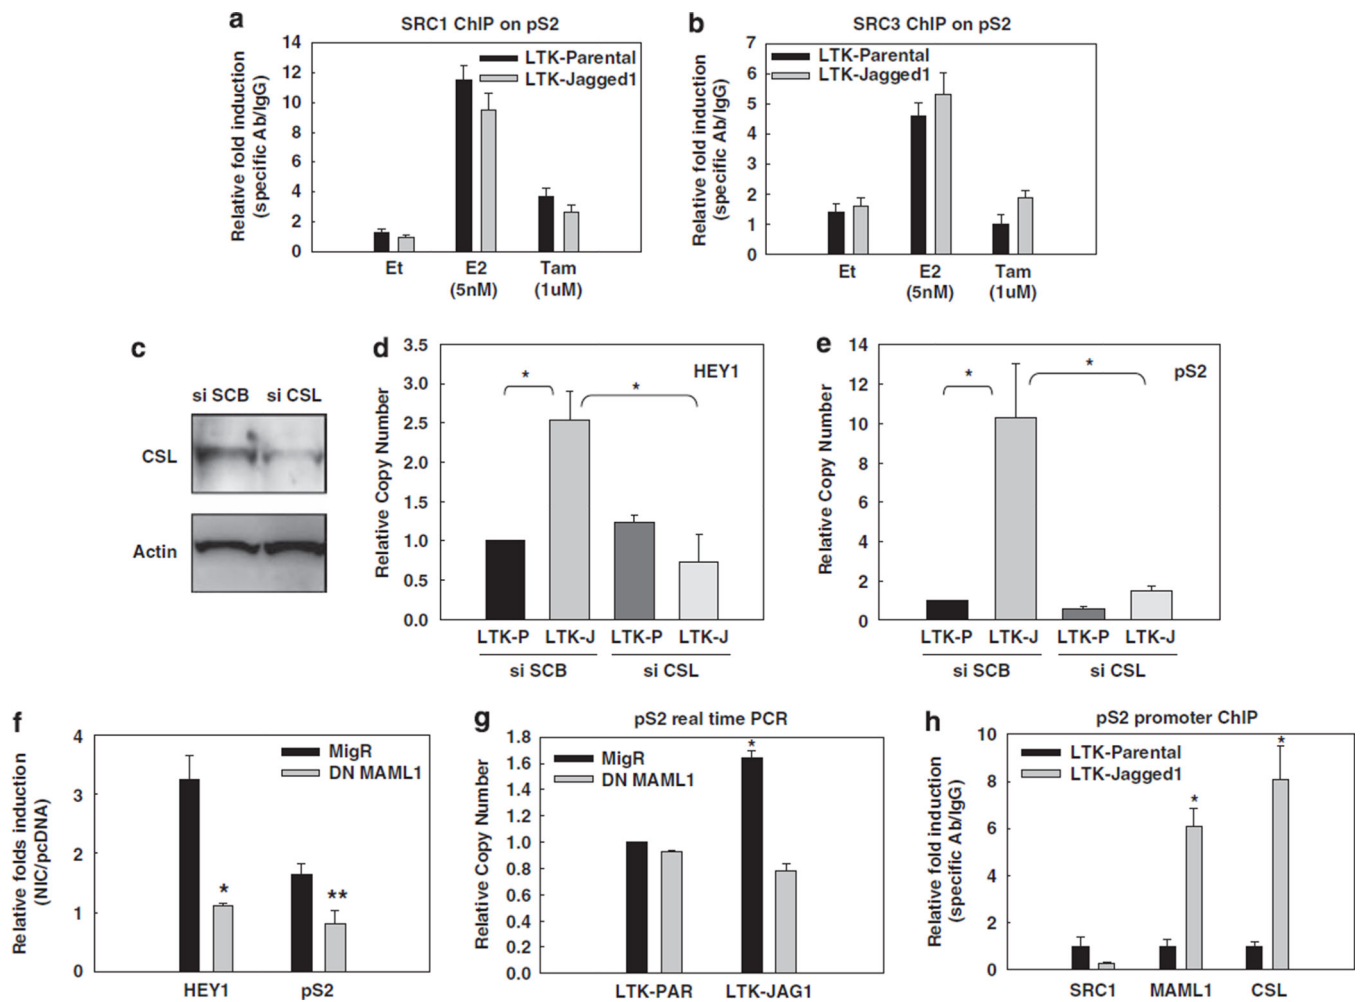 a
SRC1 ChIP on pS2
Relative fold induction
(specific Ab/IgG)
14
12
10
8
6
4
2
0
LTK-Parental
LTK-Jagged1
Et
E2
(5nM)
Tam
(1uM)
b
SRC3 ChIP on pS2
Relative fold induction
(specific Ab/IgG)
7
6
5
4
3
2
1
0
LTK-Parental
LTK-Jagged1
Et
E2
(5nM)
Tam
(1uM)
c
si SCB si CSL
CSL
Actin
d
HEY1
Relative Copy Number
3.5
3.0
2.5
2.0
1.5
1.0
0.5
0.0
*
*
LTK-P LTK-J LTK-P LTK-J
si SCB si CSL
e
pS2
Relative Copy Number
14
12
10
8
6
4
2
0
*
*
LTK-P LTK-J LTK-P LTK-J
si SCB si CSL
f
Relative folds induction
(NIC/pcDNA)
4
3
2
1
0
MigR
DN MAML1
*
**
HEY1 pS2
g
pS2 real time PCR
Relative Copy Number
1.8
1.6
1.4
1.2
1.0
0.8
0.6
0.4
0.2
0.0
MigR
DN MAML1
*
LTK-PAR LTK-JAG1
h
pS2 promoter ChIP
Relative fold induction
(specific Ab/IgG)
10
8
6
4
2
0
LTK-Parental
LTK-Jagged1
*
*
SRC1 MAML1 CSL